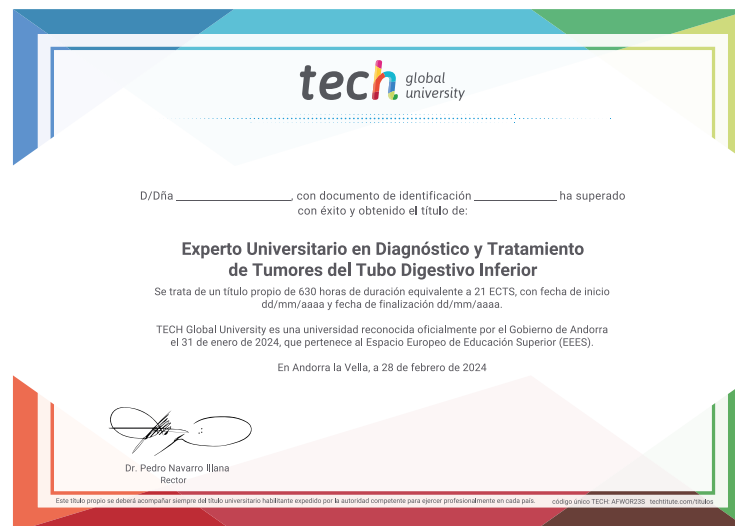 tech global university
D/Dña ____________________, con documento de identificación ______________ ha superado
con éxito y obtenido el título de:
Experto Universitario en Diagnóstico y Tratamiento
de Tumores del Tubo Digestivo Inferior
Se trata de un título propio de 630 horas de duración equivalente a 21 ECTS, con fecha de inicio
dd/mm/aaaa y fecha de finalización dd/mm/aaaa.
TECH Global University es una universidad reconocida oficialmente por el Gobierno de Andorra
el 31 de enero de 2024, que pertenece al Espacio Europeo de Educación Superior (EEES).
En Andorra la Vella, a 28 de febrero de 2024
Dr. Pedro Navarro Illana
Rector
Este título propio se deberá acompañar siempre del título universitario habilitante expedido por la autoridad competente para ejercer profesionalmente en cada país. código único TECH: AFWOR23S techtitute.com/titulos